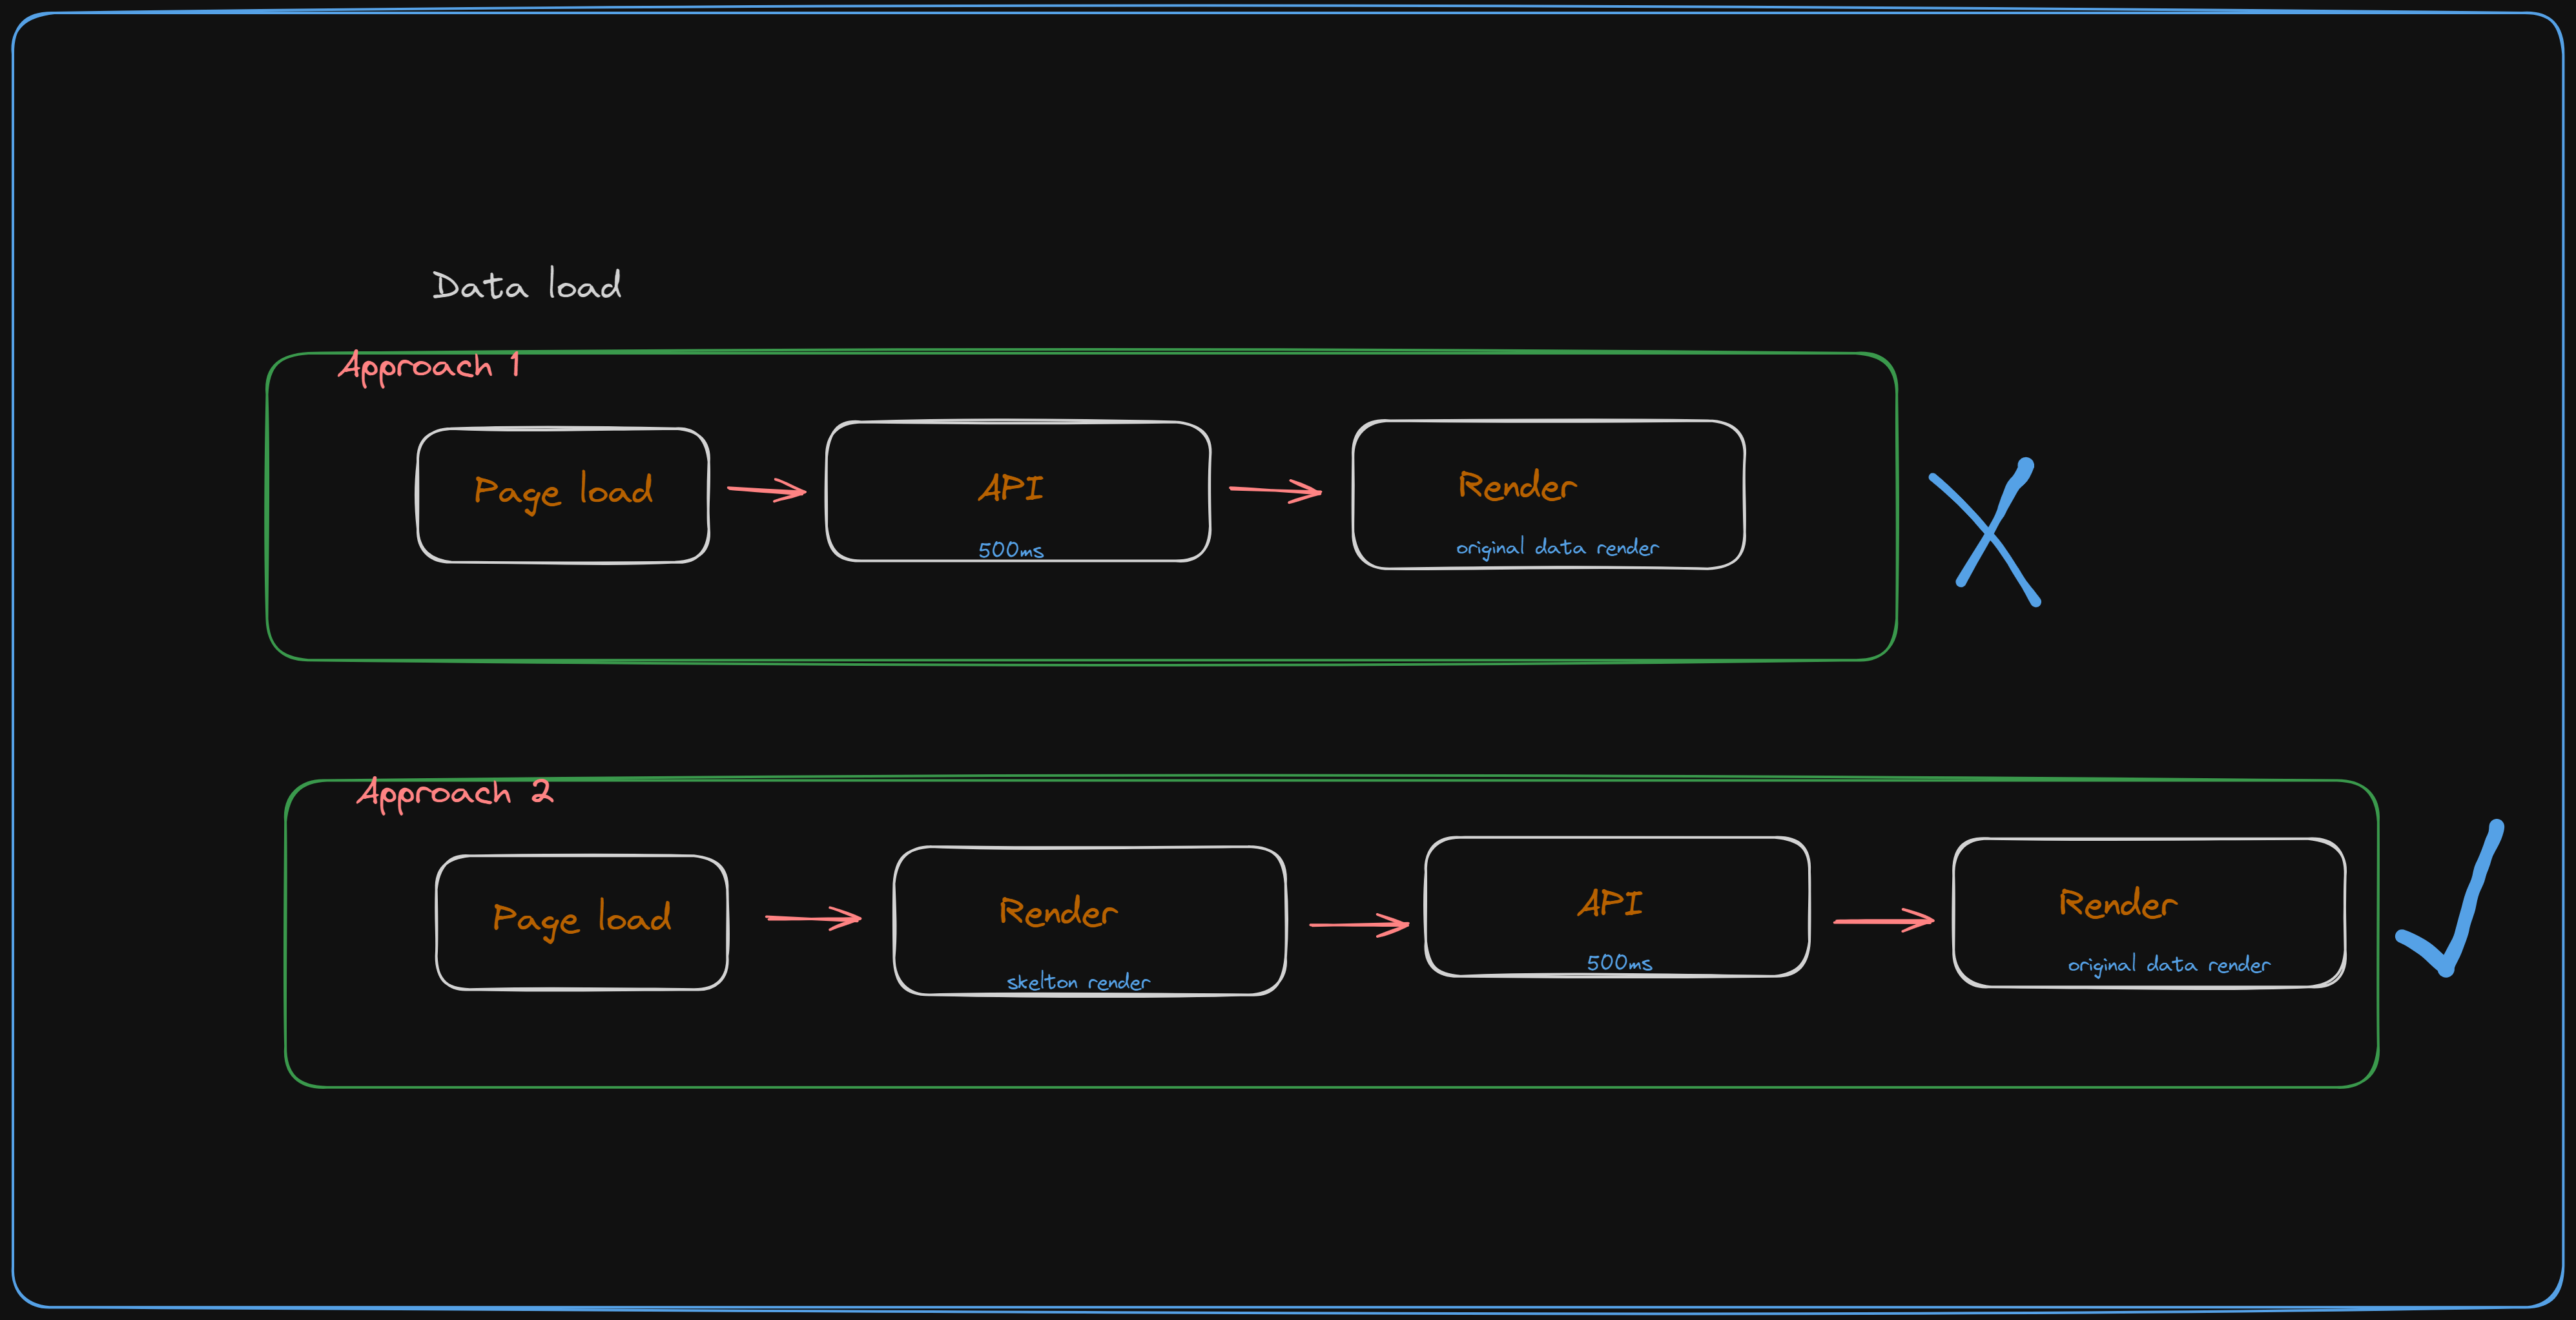 Data load
Approach 1
Page load
API
500ms
Render
original data render
Approach 2
Page load
Render
skelton render
API
500ms
Render
original data render